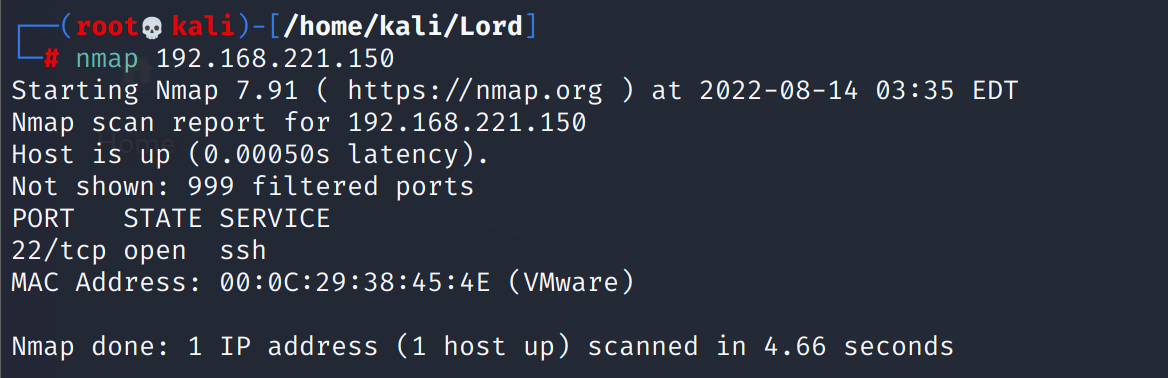 ┌──(root💀kali)-[/home/kali/Lord]
└─# nmap 192.168.221.150
Starting Nmap 7.91 ( https://nmap.org ) at 2022-08-14 03:35 EDT
Nmap scan report for 192.168.221.150
Home
Host is up (0.00050s latency).
Not shown: 999 filtered ports
PORT   STATE SERVICE
22/tcp open  ssh
MAC Address: 00:0C:29:38:45:4E (VMware)
Nmap done: 1 IP address (1 host up) scanned in 4.66 seconds